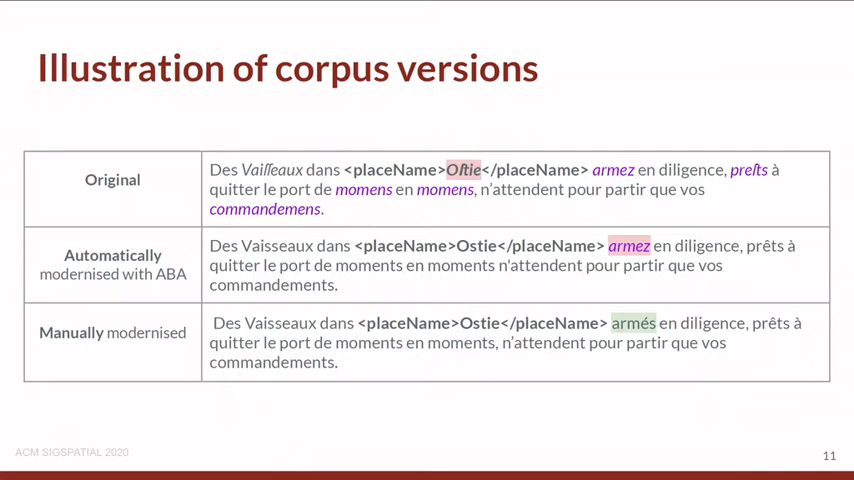 Illustration of corpus versions
Original
Des Vaiſſeaux dans <placeName>Oſtie</placeName> armez en diligence, preſts à
quitter le port de momens en momens, n’attendent pour partir que vos
commandemens.
Automatically
modernised with ABA
Des Vaisseaux dans <placeName>Ostie</placeName> armez en diligence, prêts à
quitter le port de moments en moments n'attendent pour partir que vos
commandements.
Manually modernised
Des Vaisseaux dans <placeName>Ostie</placeName> armés en diligence, prêts à
quitter le port de moments en moments, n’attendent pour partir que vos
commandements.
ACM SIGSPATIAL 2020
11